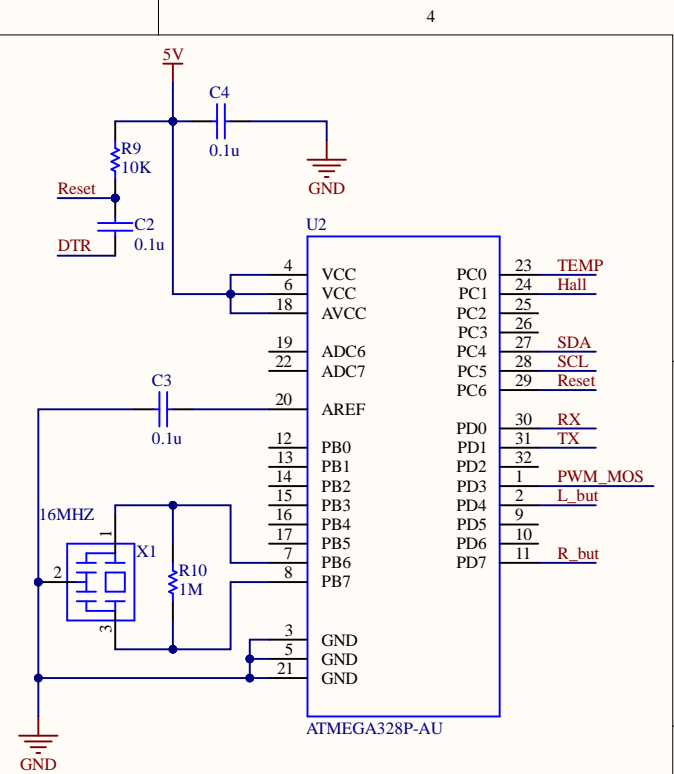 4
5V
C4
0.1u
GND
R9
10K
Reset
C2
0.1u
DTR
U2
4 VCC PC0 23 TEMP
6 VCC PC1 24 Hall
18 AVCC PC2 25
PC3 26
19 ADC6 PC4 27 SDA
22 ADC7 PC5 28 SCL
PC6 29 Reset
C3
0.1u
20 AREF
PD0 30 RX
12 PB0 PD1 31 TX
13 PB1 PD2 32
14 PB2 PD3 1 PWM_MOS
15 PB3 PD4 2 L_but
16 PB4 PD5 9
17 PB5 PD6 10
7 PB6 PD7 11 R_but
8 PB7
16MHZ
1
X1
2
3
R10
1M
3 GND
5 GND
21 GND
ATMEGA328P-AU
GND